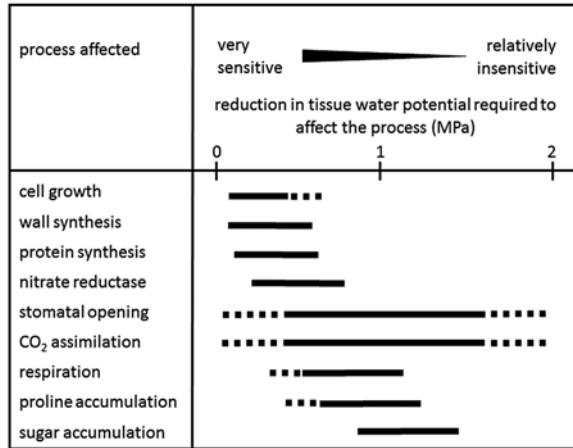 process affected
very sensitive
relatively insensitive
reduction in tissue water potential required to
affect the process (MPa)
0 1 2
cell growth
wall synthesis
protein synthesis
nitrate reductase
stomatal opening
CO₂ assimilation
respiration
proline accumulation
sugar accumulation